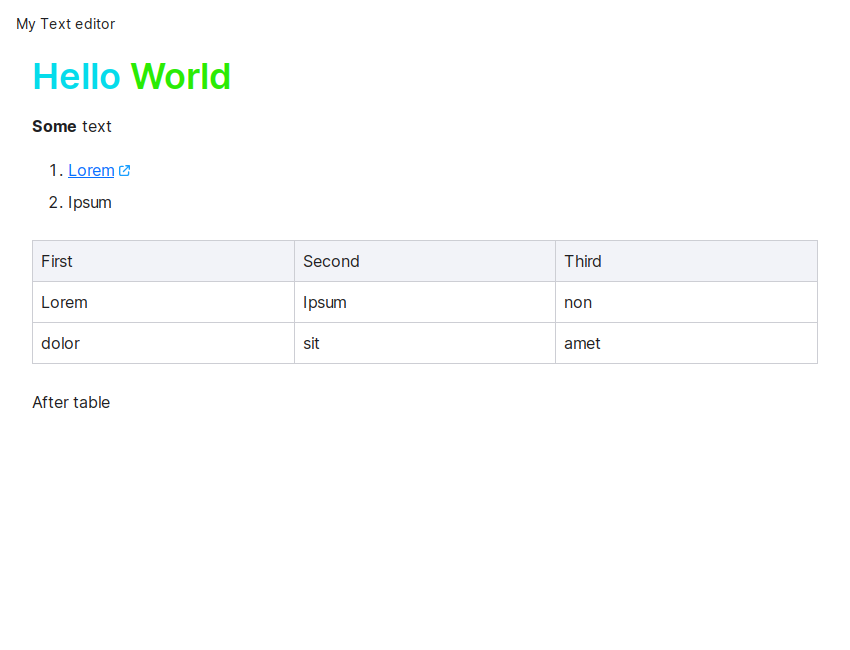 My Text editor
Hello World
Some text
1. Lorem
2. Ipsum
First Second Third
Lorem Ipsum non
dolor sit amet
After table